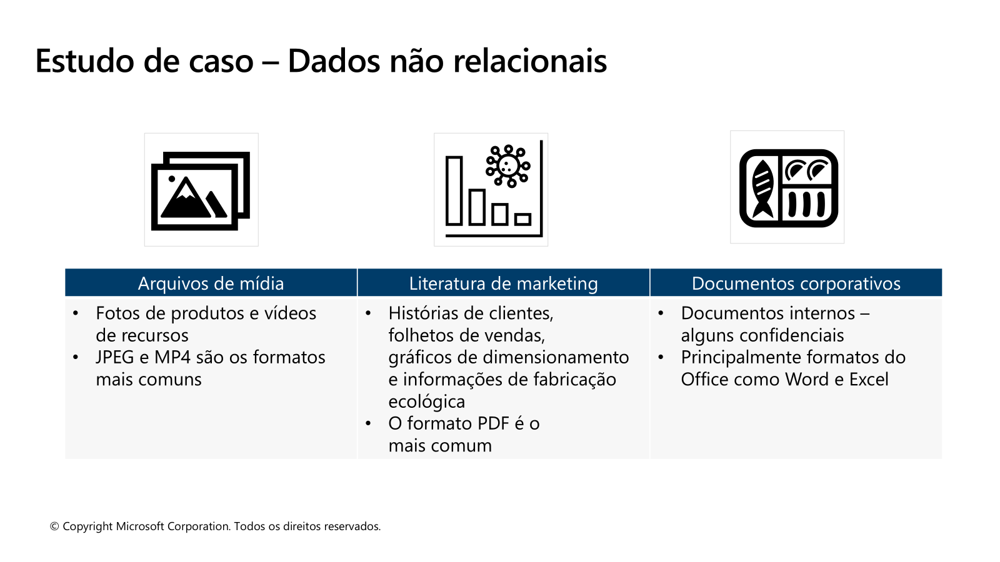 Estudo de caso – Dados não relacionais
Arquivos de mídia
• Fotos de produtos e vídeos
de recursos
• JPEG e MP4 são os formatos
mais comuns
Literatura de marketing
• Histórias de clientes,
folhetos de vendas,
gráficos de dimensionamento
e informações de fabricação
ecológica
• O formato PDF é o
mais comum
Documentos corporativos
• Documentos internos –
alguns confidenciais
• Principalmente formatos do
Office como Word e Excel
© Copyright Microsoft Corporation. Todos os direitos reservados.